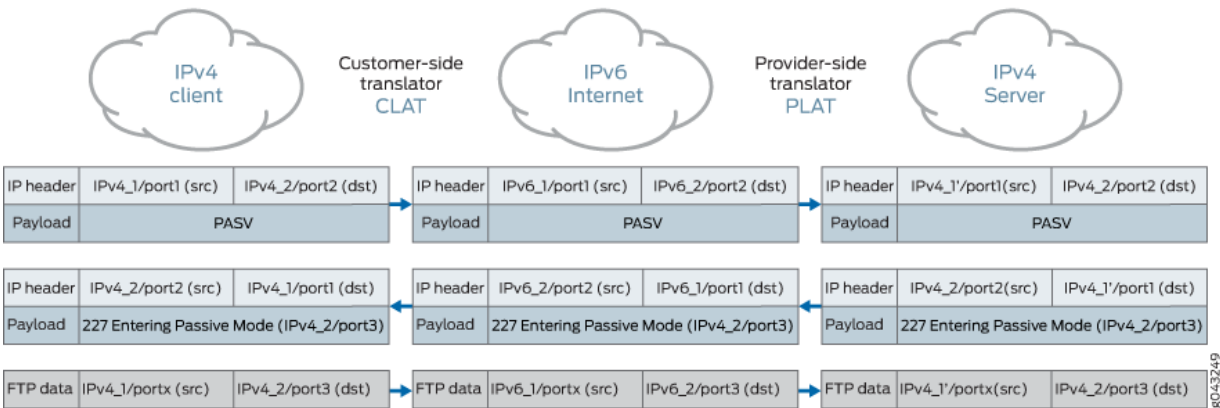 IPv4
client
Customer-side
translator
CLAT
IPv6
Internet
Provider-side
translator
PLAT
IPv4
Server
IP header IPv4_1/port1 (src) IPv4_2/port2 (dst) IP header IPv6_1/port1 (src) IPv6_2/port2 (dst) IP header IPv4_1'/port1(src) IPv4_2/port2 (dst)
Payload PASV Payload PASV Payload PASV
IP header IPv4_2/port2 (src) IPv4_1/port1 (dst) IP header IPv6_2/port2 (src) IPv6_1/port1 (dst) IP header IPv4_2/port2(src) IPv4_1'/port1 (dst)
Payload 227 Entering Passive Mode (IPv4_2/port3) Payload 227 Entering Passive Mode (IPv4_2/port3) Payload 227 Entering Passive Mode (IPv4_2/port3)
FTP data IPv4_1/portx (src) IPv4_2/port3 (dst) FTP data IPv6_1/portx (src) IPv6_2/port3 (dst) FTP data IPv4_1'/portx(src) IPv4_2/port3 (dst)
g043249